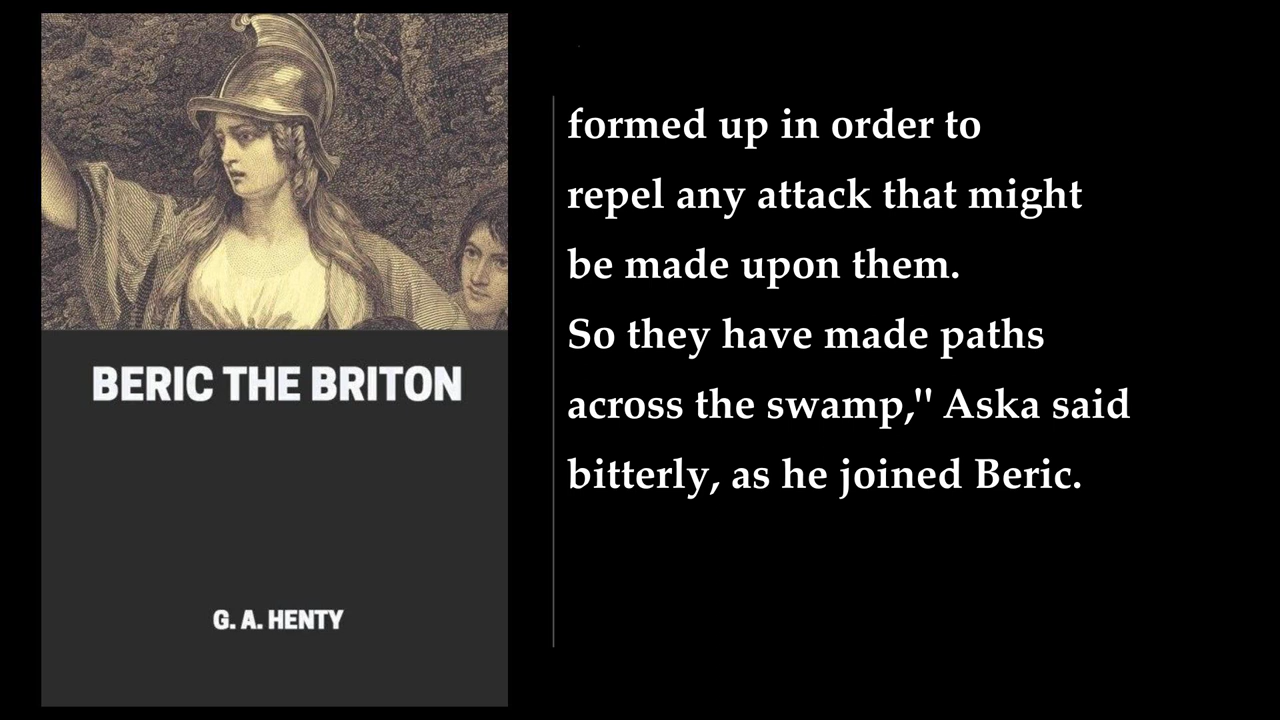 BERIC THE BRITON
G. A. HENTY
formed up in order to
repel any attack that might
be made upon them.
So they have made paths
across the swamp," Aska said
bitterly, as he joined Beric.